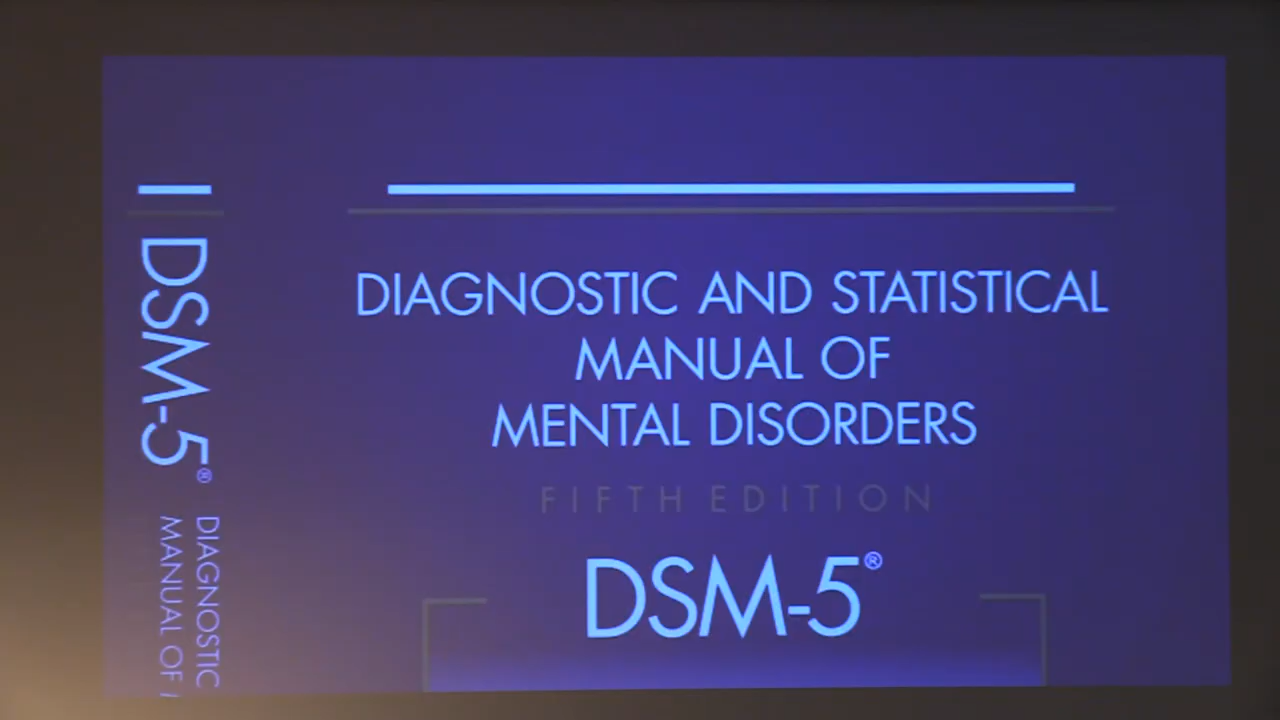 DSM-5®
DIAGNOSTIC
MANUAL OF
DIAGNOSTIC AND STATISTICAL
MANUAL OF
MENTAL DISORDERS
FIFTH EDITION
DSM-5®